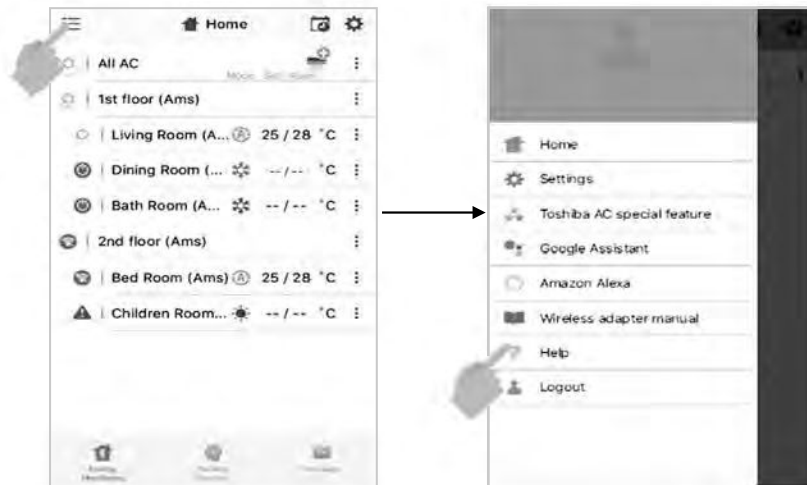 Home
All AC
1st floor (Ams)
Living Room (A... A 25 / 28 °C
Dining Room (... -- / -- °C
Bath Room (A... -- / -- °C
2nd floor (Ams)
Bed Room (Ams) A 25 / 28 °C
Children Room... -- / -- °C
Home
Settings
Toshiba AC special feature
Google Assistant
Amazon Alexa
Wireless adapter manual
Help
Logout